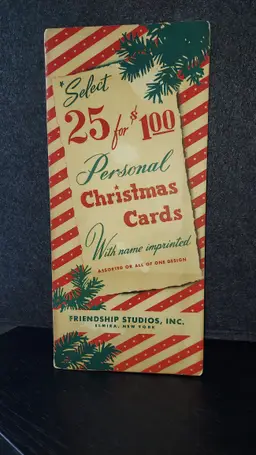 "Select
25 for $1.00
Personal
Christmas
Cards
With name imprinted
ASSORTED OR ALL OF ONE DESIGN
FRIENDSHIP STUDIOS, INC.
ELMIRA, NEW YORK